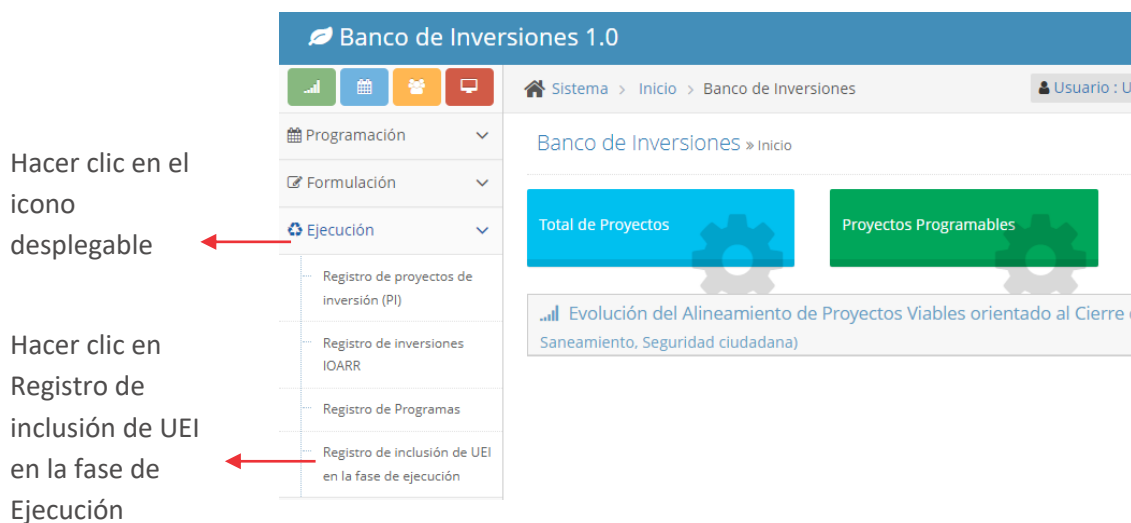 Banco de Inversiones 1.0
Sistema > Inicio > Banco de Inversiones
Usuario : U
Programación
Formulación
Ejecución
Registro de proyectos de
inversión (PI)
Registro de inversiones
IOARR
Registro de Programas
Registro de inclusión de UEI
en la fase de ejecución
Banco de Inversiones » Inicio
Total de Proyectos
Proyectos Programables
Evolución del Alineamiento de Proyectos Viables orientado al Cierre
Saneamiento, Seguridad ciudadana)
Hacer clic en el
icono
desplegable
Hacer clic en
Registro de
inclusión de UEI
en la fase de
Ejecución